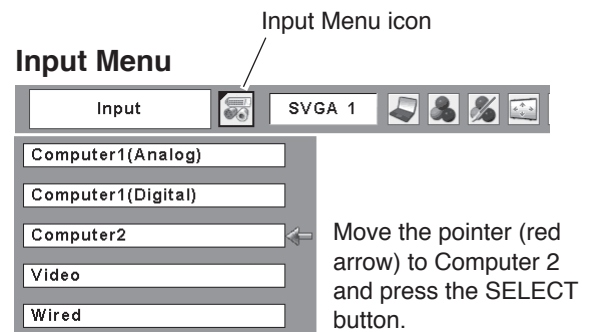 Input Menu icon
Input Menu
Input
SVGA 1
Computer1(Analog)
Computer1(Digital)
Computer2
Video
Wired
Move the pointer (red
arrow) to Computer 2
and press the SELECT
button.